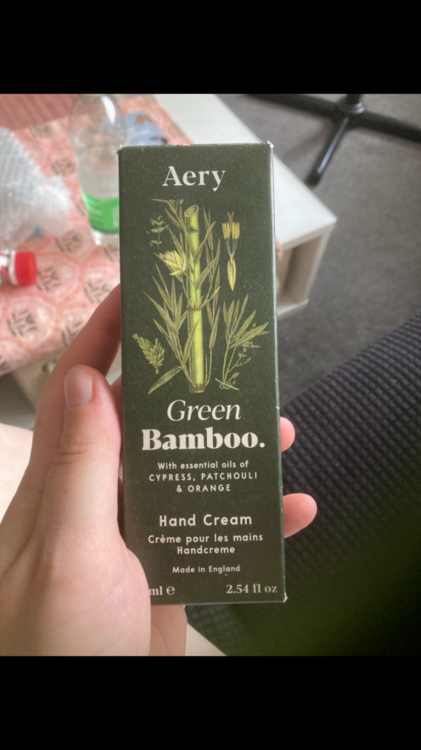 Aery
Green
Bamboo.
With essential oils of
CYPRESS, PATCHOULI
& ORANGE
Hand Cream
Crème pour les mains
Handcreme
Made in England
ml e 2.54 fl oz